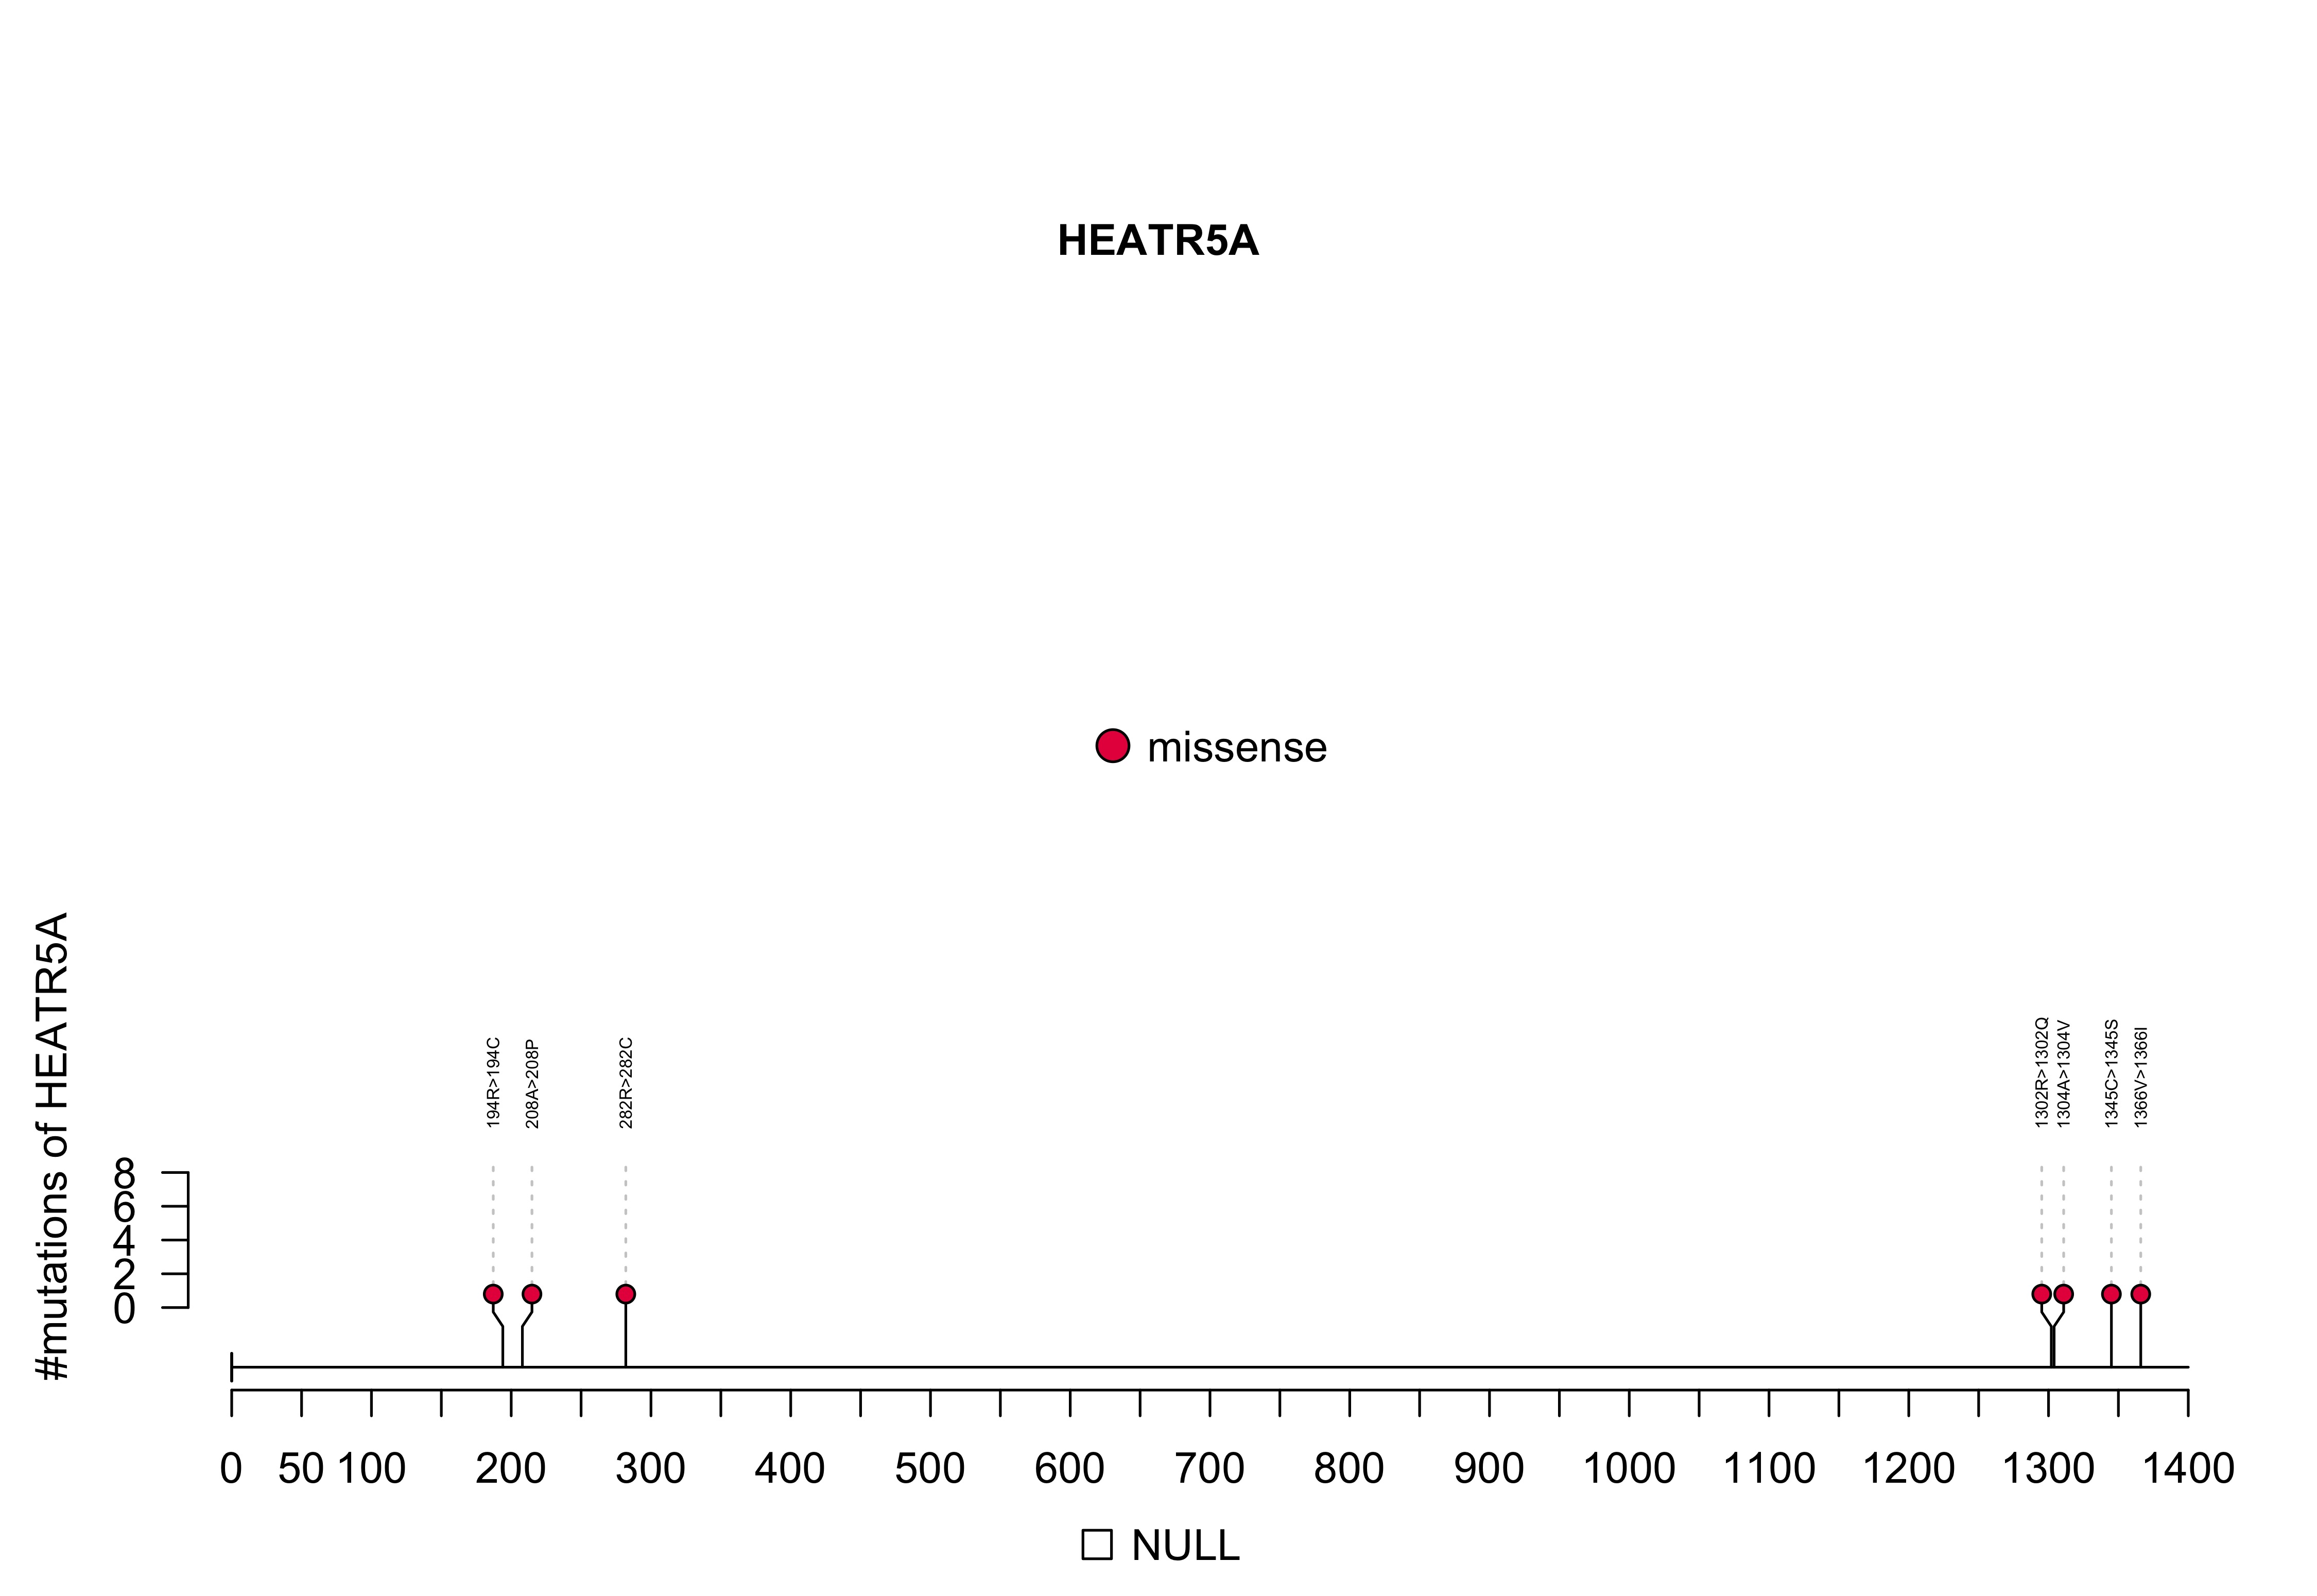 HEATR5A
missense
#mutations of HEATR5A
194R>194C
208A>208P
282R>282C
1302R>1302Q
1304A>1304V
1345C>1345S
1366V>1366I
8
6
4
2
0
0 50 100 200 300 400 500 600 700 800 900 1000 1100 1200 1300 1400
NULL